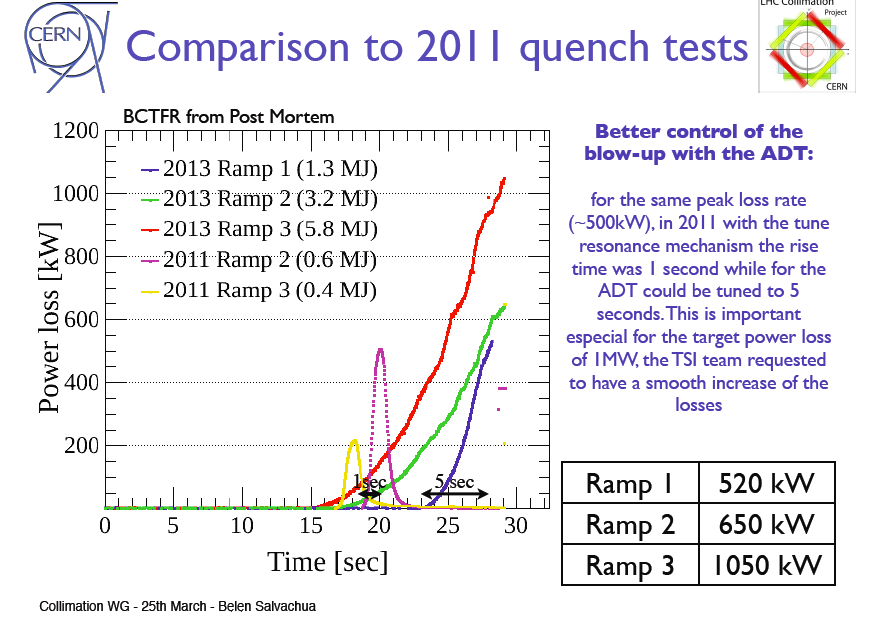 CERN
Comparison to 2011 quench tests
LHC Collimation
Project
CERN
BCTFR from Post Mortem
1200
1000
800
600
400
200
Power loss [kW]
2013 Ramp 1 (1.3 MJ)
2013 Ramp 2 (3.2 MJ)
2013 Ramp 3 (5.8 MJ)
2011 Ramp 2 (0.6 MJ)
2011 Ramp 3 (0.4 MJ)
1sec
5 sec
0 5 10 15 20 25 30
Time [sec]
Better control of the
blow-up with the ADT:
for the same peak loss rate
(~500kW), in 2011 with the tune
resonance mechanism the rise
time was 1 second while for the
ADT could be tuned to 5
seconds. This is important
especial for the target power loss
of 1MW, the TSI team requested
to have a smooth increase of the
losses
Ramp 1 520 kW
Ramp 2 650 kW
Ramp 3 1050 kW
Collimation WG - 25th March - Belen Salvachua